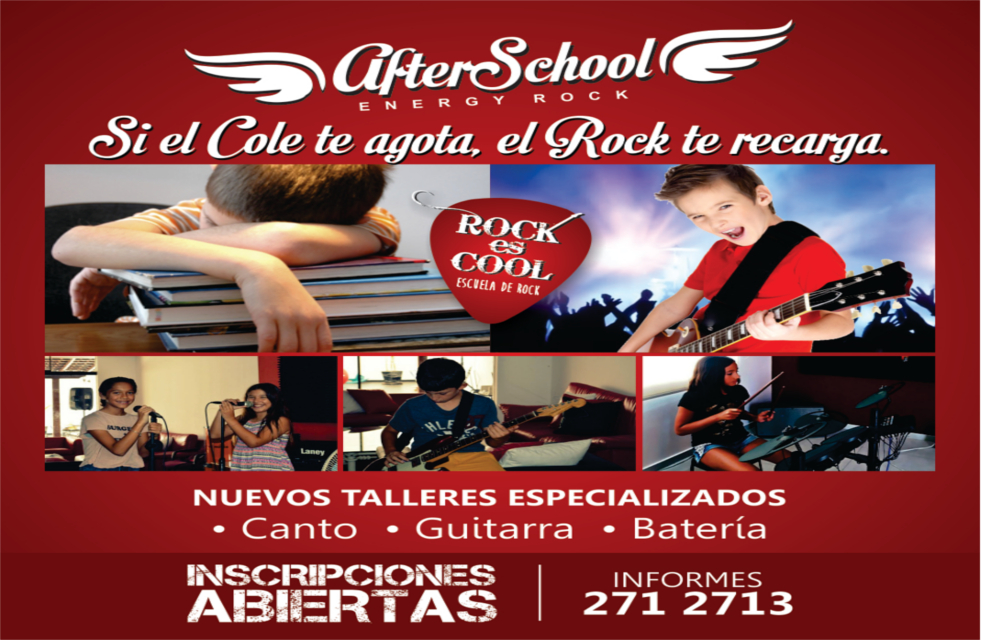 AfterSchool
ENERGY ROCK
Si el Cole te agota, el Rock te recarga.
ROCK
es
COOL
ESCUELA DE ROCK
Laney
NUEVOS TALLERES ESPECIALIZADOS
• Canto • Guitarra • Batería
INSCRIPCIONES
ABIERTAS
INFORMES
271 2713